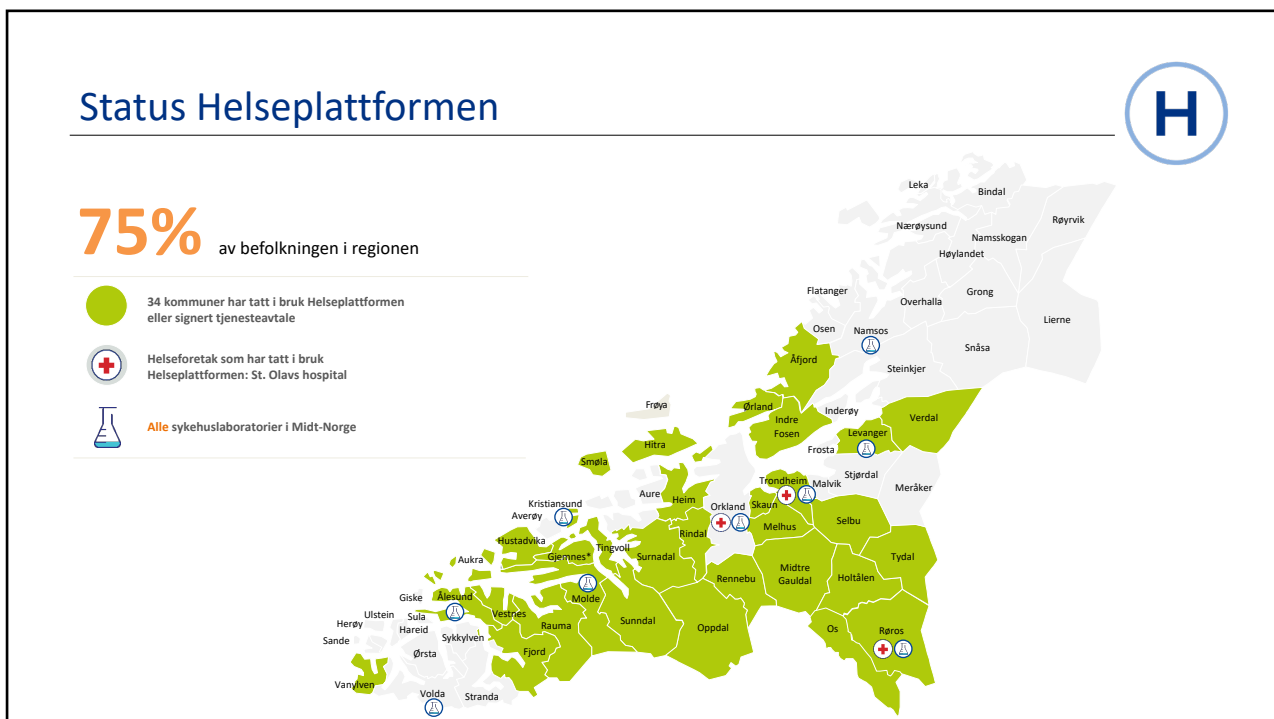 Status Helseplattformen
H
75% av befolkningen i regionen
34 kommuner har tatt i bruk Helseplattformen
eller signert tjenesteavtale
Helseforetak som har tatt i bruk
Helseplattformen: St. Olavs hospital
Alle sykehuslaboratorier i Midt-Norge
Leka
Bindal
Nærøysund
Røyrvik
Namsskogan
Høylandet
Flatanger
Grong
Overhalla
Lierne
Osen
Namsos
Snåsa
Åfjord
Steinkjer
Frøya
Ørland
Inderøy
Verdal
Indre
Fosen
Levanger
Hitra
Frosta
Smøla
Stjørdal
Trondheim
Malvik
Meråker
Aure
Heim
Kristiansund
Orkland
Skaun
Averøy
Selbu
Melhus
Rindal
Hustadvika
Tingvoll
Gjemnes*
Surnadal
Tydal
Aukra
Midtre
Gauldal
Holtålen
Rennebu
Giske
Ålesund
Molde
Vestnes
Ulstein
Sula
Herøy
Hareid
Rauma
Sunndal
Oppdal
Os
Røros
Sande
Sykkylven
Ørsta
Fjord
Vanylven
Volda
Stranda